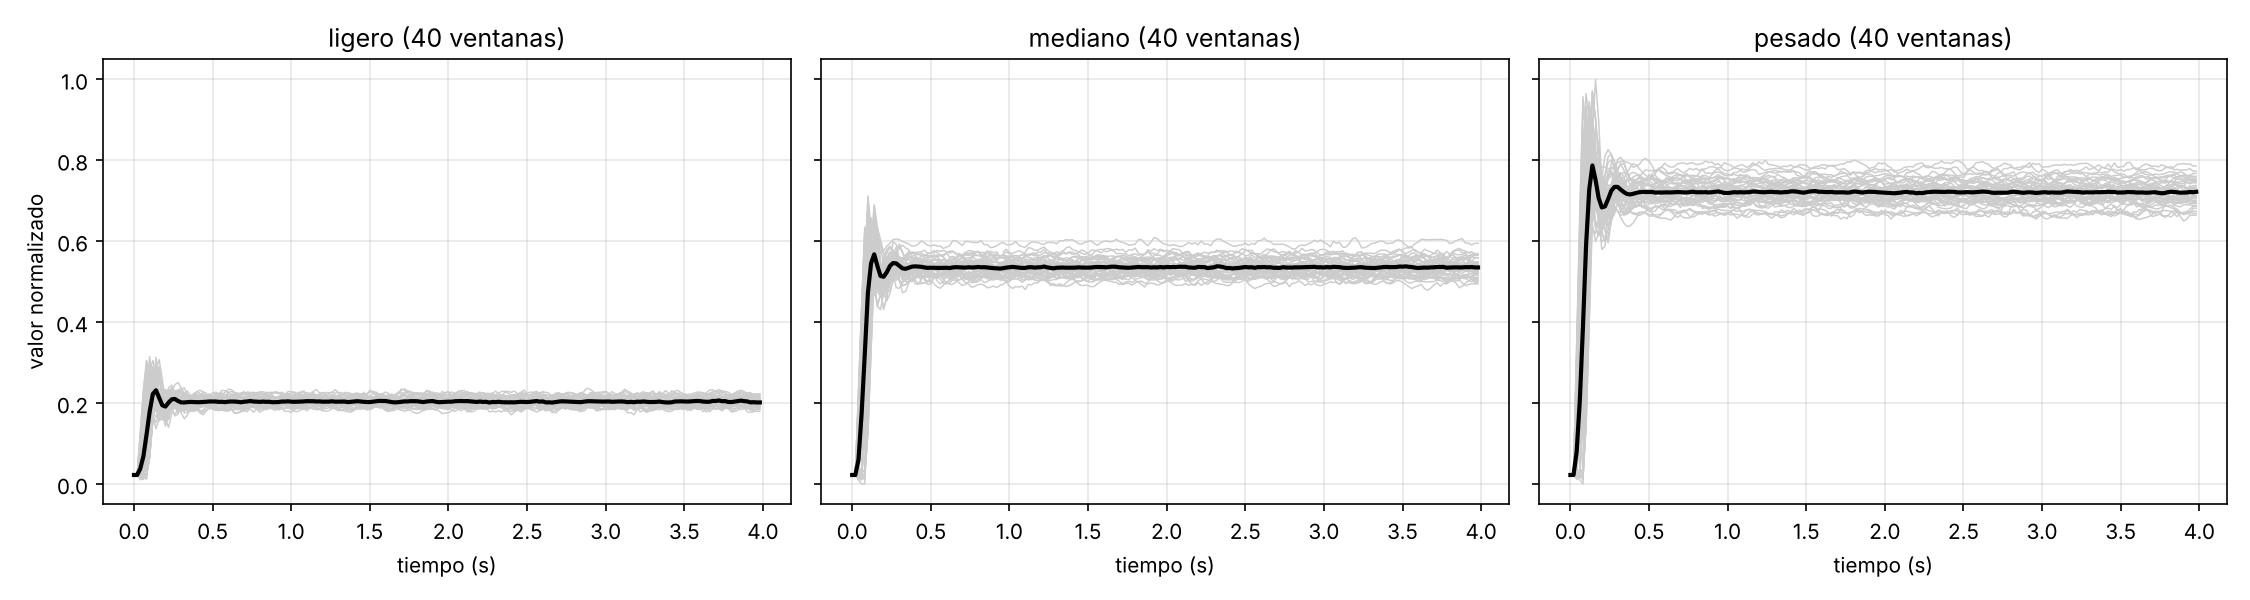 ligero (40 ventanas)
mediano (40 ventanas)
pesado (40 ventanas)
valor normalizado
1.0
0.8
0.6
0.4
0.2
0.0
0.0 0.5 1.0 1.5 2.0 2.5 3.0 3.5 4.0
0.0 0.5 1.0 1.5 2.0 2.5 3.0 3.5 4.0
0.0 0.5 1.0 1.5 2.0 2.5 3.0 3.5 4.0
tiempo (s)
tiempo (s)
tiempo (s)